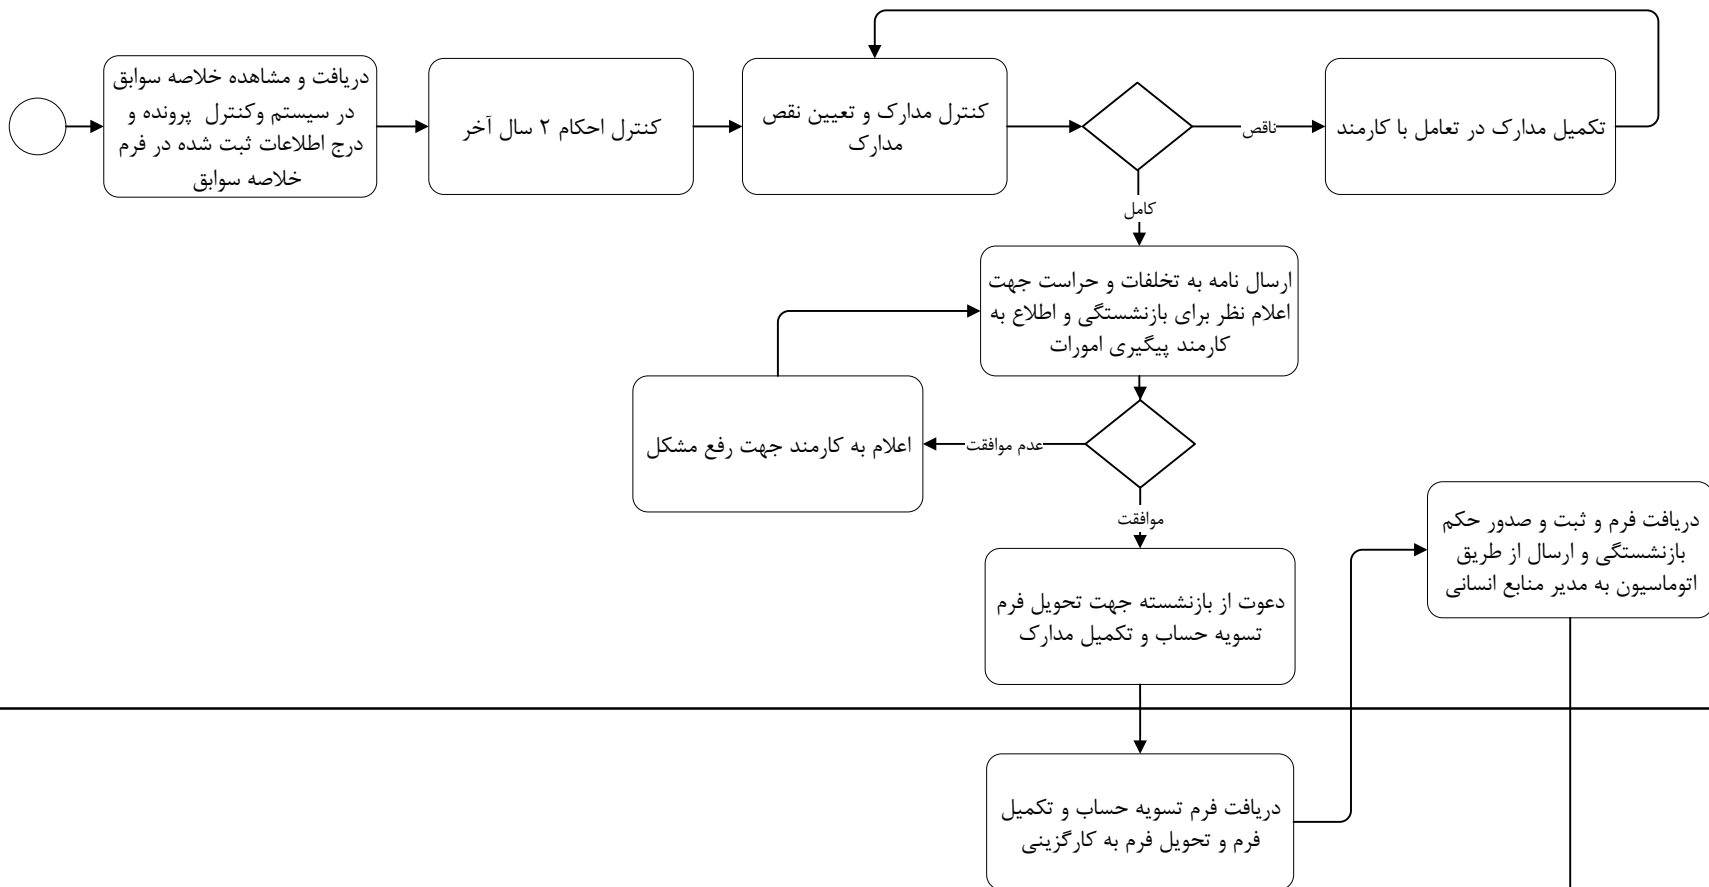 دریافت و مشاهده خلاصه سوابق
در سیستم وکنترل پرونده و
درج اطلاعات ثبت شده در فرم
خلاصه سوابق
کنترل احکام ۲ سال آخر
کنترل مدارک و تعیین نقص
مدارک
ناقص
تکمیل مدارک در تعامل با کارمند
کامل
ارسال نامه به تخلفات و حراست جهت
اعلام نظر برای بازنشستگی و اطلاع به
کارمند پیگیری امورات
عدم موافقت
اعلام به کارمند جهت رفع مشکل
موافقت
دعوت از بازنشسته جهت تحویل فرم
تسویه حساب و تکمیل مدارک
دریافت فرم تسویه حساب و تکمیل
فرم و تحویل فرم به کارگزینی
دریافت فرم و ثبت و صدور حکم
بازنشستگی و ارسال از طریق
اتوماسیون به مدیر منابع انسانی